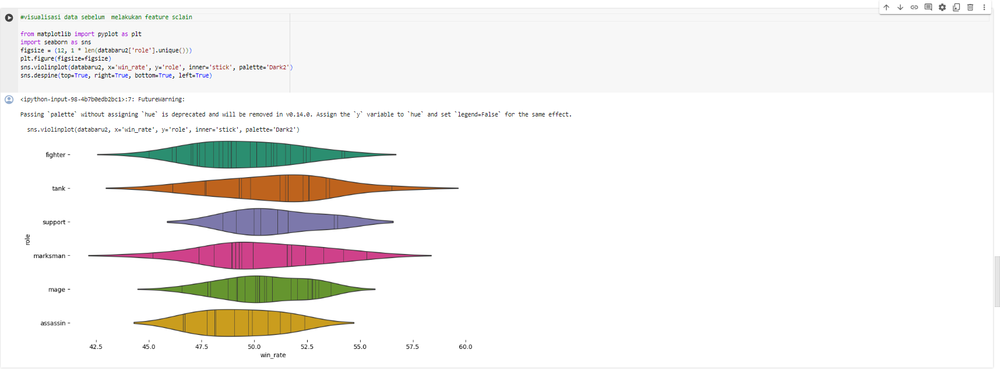 #visualisasi data sebelum  melakukan feature sclain
from matplotlib import pyplot as plt
import seaborn as sns
figsize = (12, 1 * len(databaru2['role'].unique()))
plt.figure(figsize=figsize)
sns.violinplot(databaru2, x='win_rate', y='role', inner='stick', palette='Dark2')
sns.despine(top=True, right=True, bottom=True, left=True)
<ipython-input-98-4b7b0edb2bc1>:7: FutureWarning:
Passing `palette` without assigning `hue` is deprecated and will be removed in v0.14.0. Assign the `y` variable to `hue` and set `legend=False` for the same effect.
sns.violinplot(databaru2, x='win_rate', y='role', inner='stick', palette='Dark2')
fighter
tank
support
role
marksman
mage
assassin
42.5 45.0 47.5 50.0 52.5 55.0 57.5 60.0
win_rate